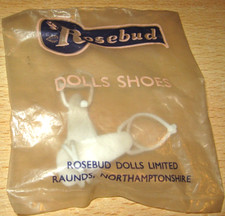 Rosebud
DOLLS SHOES
ROSEBUD DOLLS LIMITED
RAUNDS, NORTHAMPTONSHIRE